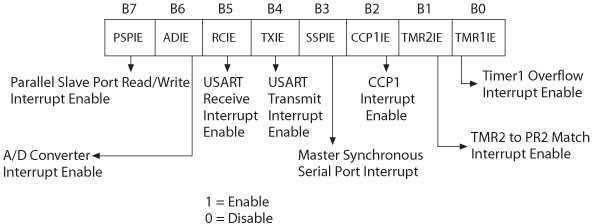 B7 B6 B5 B4 B3 B2 B1 B0
PSPIE ADIE RCIE TXIE SSPIE CCP1IE TMR2IE TMR1IE
Parallel Slave Port Read/Write
Interrupt Enable
USART
Receive
Interrupt
Enable
USART
Transmit
Interrupt
Enable
CCP1
Interrupt
Enable
Timer1 Overflow
Interrupt Enable
A/D Converter
Interrupt Enable
Master Synchronous
Serial Port Interrupt
TMR2 to PR2 Match
Interrupt Enable
1 = Enable
0 = Disable